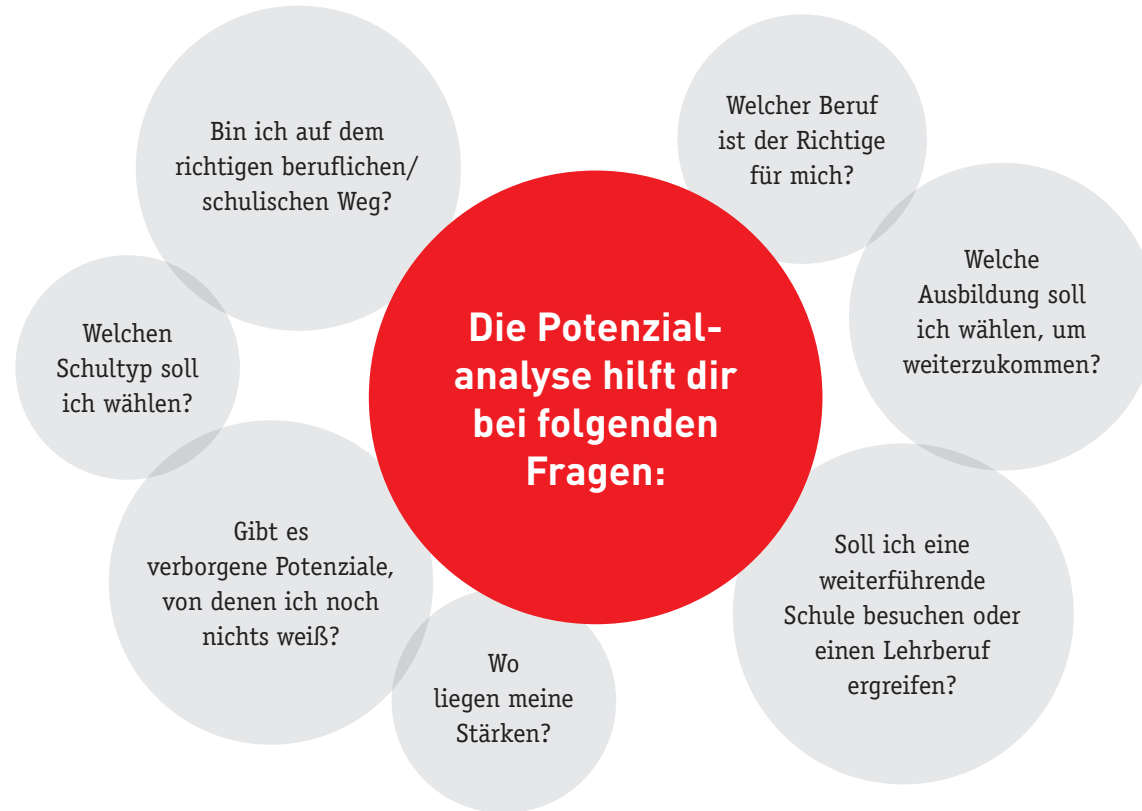 Bin ich auf dem
richtigen beruflichen/
schulischen Weg?
Welcher Beruf
ist der Richtige
für mich?
Welche
Ausbildung soll
ich wählen, um
weiterzukommen?
Welchen
Schultyp soll
ich wählen?
Die Potenzial-
analyse hilft dir
bei folgenden
Fragen:
Gibt es
verborgene Potenziale,
von denen ich noch
nichts weiß?
Soll ich eine
weiterführende
Schule besuchen oder
einen Lehrberuf
ergreifen?
Wo
liegen meine
Stärken?